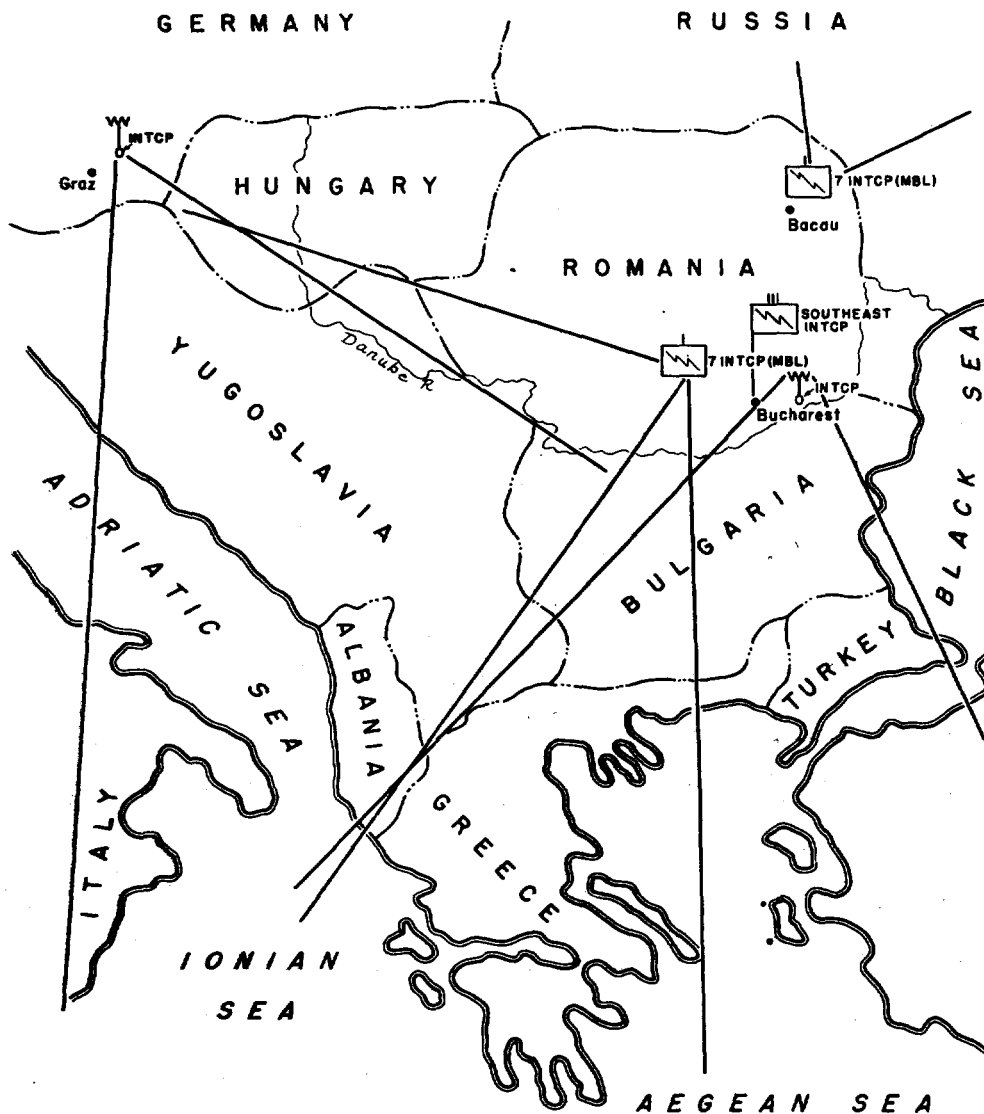 GERMANY
RUSSIA
INTCP
Graz
HUNGARY
7 INTCP (MBL)
Bacau
ROMANIA
SOUTHEAST
INTCP
7 INTCP (MBL)
INTCP
Bucharest
Danube R
YUGOSLAVIA
BLACK SEA
BULGARIA
ADRIATIC SEA
ALBANIA
TURKEY
GREECE
ITALY
IONIAN
SEA
AEGEAN SEA